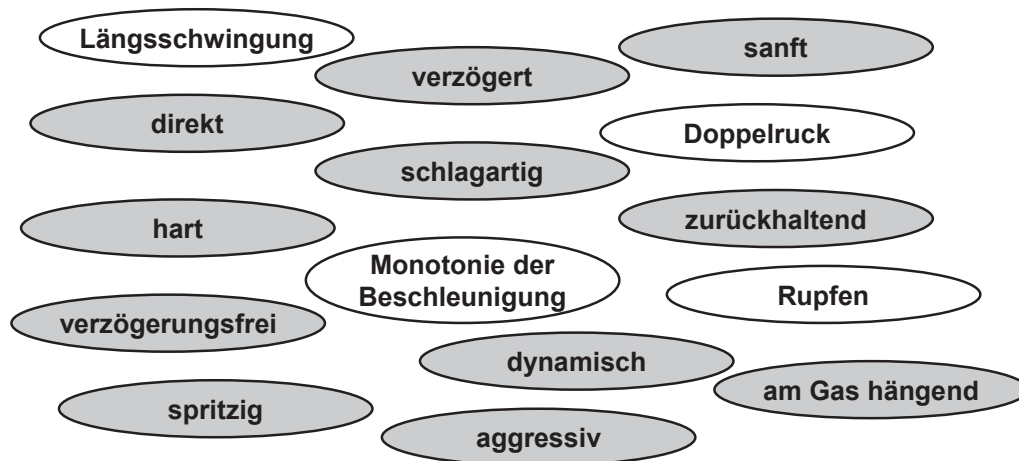 Längsschwingung
sanft
verzögert
direkt
Doppelruck
schlagartig
zurückhaltend
hart
Monotonie der
Beschleunigung
Rupfen
verzögerungsfrei
dynamisch
am Gas hängend
spritzig
aggressiv